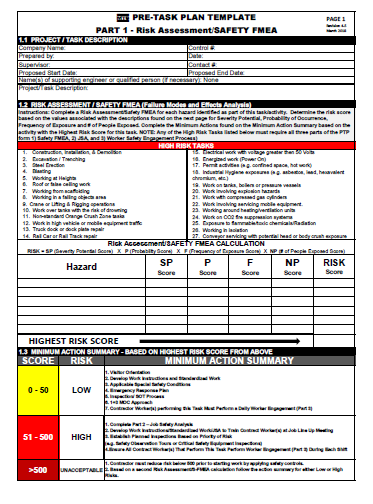 PRE-TASK PLAN TEMPLATE
PAGE 1
PART 1 - Risk Assessment/SAFETY FMEA
March 2018
1.1 PROJECT / TASK DESCRIPTION
Company Name:
Control #:
Prepared by:
Date:
Supervisor:
Contact #:
Proposed Start Date:
Proposed End Date:
Name(s) of supporting engineer or qualified person (if Necessary): None
Project/Task Description:
1.2 RISK ASSESSMENT / SAFETY FMEA (Failure Modes and Effects Analysis)
Instructions: Complete a Risk Assessment/Safety FMEA for each hazard identified as part of this task/activity. Determine the risk score
based on the values associated with the descriptions found on the next page for Severity Potential, Probability of Occurrence,
Frequency of Exposure and # of People Exposed. Complete the Minimum Actions found on the Minimum Action Summary based on the
activity with the Highest Risk Score for this task. NOTE: Any of the High Risk Tasks listed below must require all three parts of the PTP
form 1) Safety FMEA, 2) JSA, and 3) Worker Safety Engagement Process)
HIGH RISK TASKS
1. Construction, Installation, & Demolition
2. Excavation / Trenching
3. Steel Erection
4. Blasting
5. Working at Heights
6. Roof or false ceiling work
7. Working from scaffolding
8. Working in a falling objects area
9. Crane or Lifting & Rigging operations
10. Work over tanks with the risk of drowning
11. Non-standard Orange Crush Zone tasks
12. Work in high vehicle or mobile equipment traffic
13. Truck dock or dock plate repair
14. Rail Car or Rail Track repair
15. Electrical work with voltage greater then 50 Volts
16. Energized work (Power On)
17. Permit activities (e.g. confined space, hot work)
18. Industrial Hygiene exposures (e.g. asbestos, lead, hexavalent
chromium, etc.)
19. Work on tanks, boilers or pressure vessels
20. Work involving explosion hazards
21. Work with compressed gas cylinders
22. Work involving servicing mobile equipment.
23. Working around heating/ventilation units
24. Work on CO2 fire suppression systems
25. Exposure to flammable/toxic chemicals/Radiation
26. Working in isolation
27. Conveyor servicing with potential head or body crush exposure
Risk Assessment/SAFETY FMEA CALCULATION
RISK = SP (Severity Potential Score) X P (Probability Score) X F (Frequency of Exposure Score) X NP (# of People Exposed Score)
Hazard
SP
Score
P
Score
F
Score
NP
Score
RISK
Score
HIGHEST RISK SCORE
1.3 MINIMUM ACTION SUMMARY - BASED ON HIGHEST RISK SCORE FROM ABOVE
SCORE RISK MINIMUM ACTION SUMMARY
0 - 50
LOW
1. Visitor Orientation
2. Develop Work Instructions and Standardized Work
3. Applicable Special Safety Conditions
4. Emergency Response Plan
5. Inspection/ SOT Process
6. 1+5 MOC Approach
7. Contractor Worker(s) performing this Task Must Perform a Daily Worker Engagement (Part 3)
51 - 500
HIGH
1. Complete Part 2 – Job Safety Analysis
2. Develop Work Instructions/Standardized Work/JSA to Train Contract Worker(s) at Job Line Up Meeting
3. Establish Planned Inspections Based on Priority of Risk
(e.g. Safety Observation Tours or Critical Safety Equipment Inspections)
4.Ensure All Contract Worker(s) That Perform This Task Perform Worker Engagement (Part 3) During Each Shift
>500
UNACCEPTABLE
1. Contractor must reduce risk below 500 prior to starting work by applying safety controls.
2. Based on a second Risk Assessment/S-FMEA calculation follow the action summary for either Low or High
Risks.